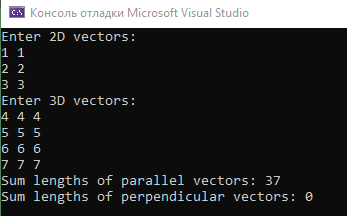 Консоль отладки Microsoft Visual Studio
Enter 2D vectors:
1 1
2 2
3 3
Enter 3D vectors:
4 4 4
5 5 5
6 6 6
7 7 7
Sum lengths of parallel vectors: 37
Sum lengths of perpendicular vectors: 0